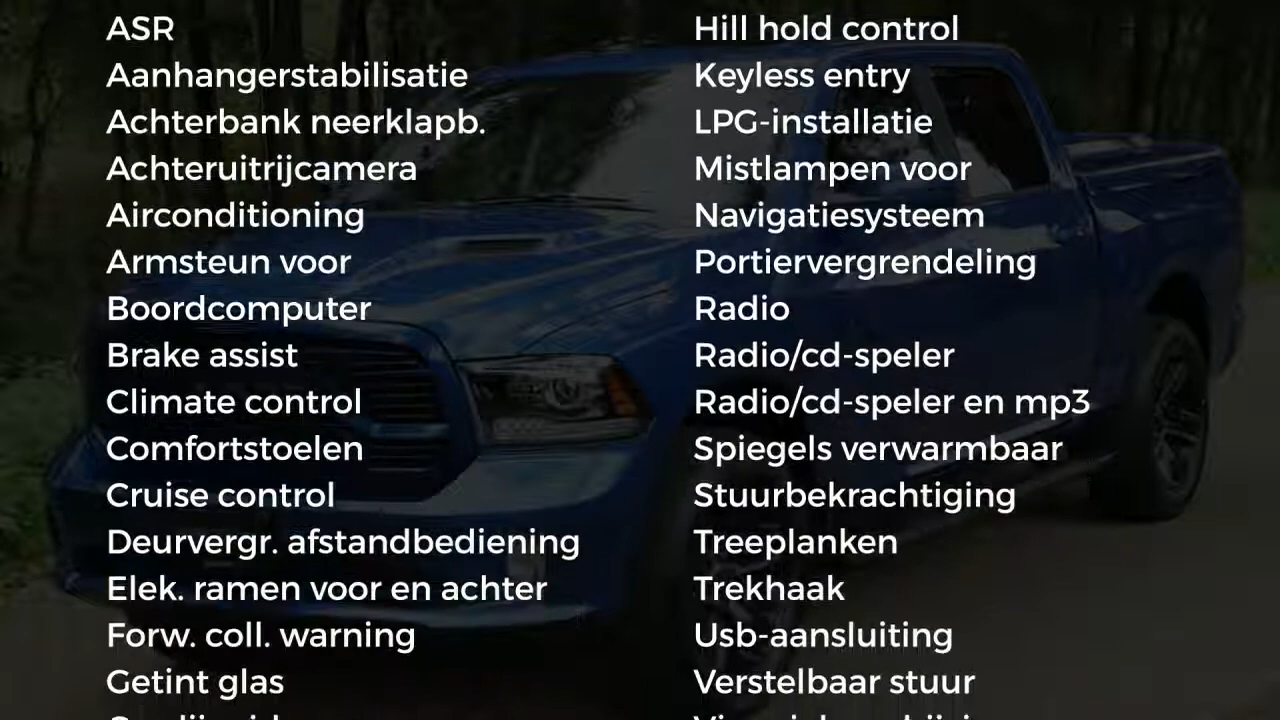 ASR
Aanhangerstabilisatie
Achterbank neerklapb.
Achteruitrijcamera
Airconditioning
Armsteun voor
Boordcomputer
Brake assist
Climate control
Comfortstoelen
Cruise control
Deurvergr. afstandbediening
Elek. ramen voor en achter
Forw. coll. warning
Getint glas
Hill hold control
Keyless entry
LPG-installatie
Mistlampen voor
Navigatiesysteem
Portiervergrendeling
Radio
Radio/cd-speler
Radio/cd-speler en mp3
Spiegels verwarmbaar
Stuurbekrachtiging
Treeplanken
Trekhaak
Usb-aansluiting
Verstelbaar stuur